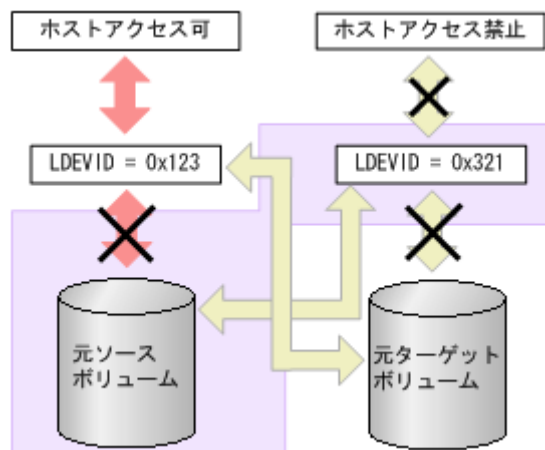 ホストアクセス可
ホストアクセス禁止
LDEVID = 0x123
LDEVID = 0x321
元ソース
ボリューム
元ターゲット
ボリューム